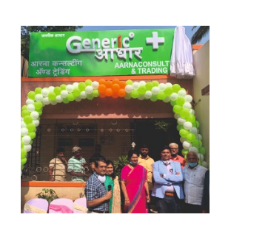 Generic
आधार
आरना कन्सल्टींग
अँण्ड ट्रेडिंग
AARNACONSULT
& TRADING